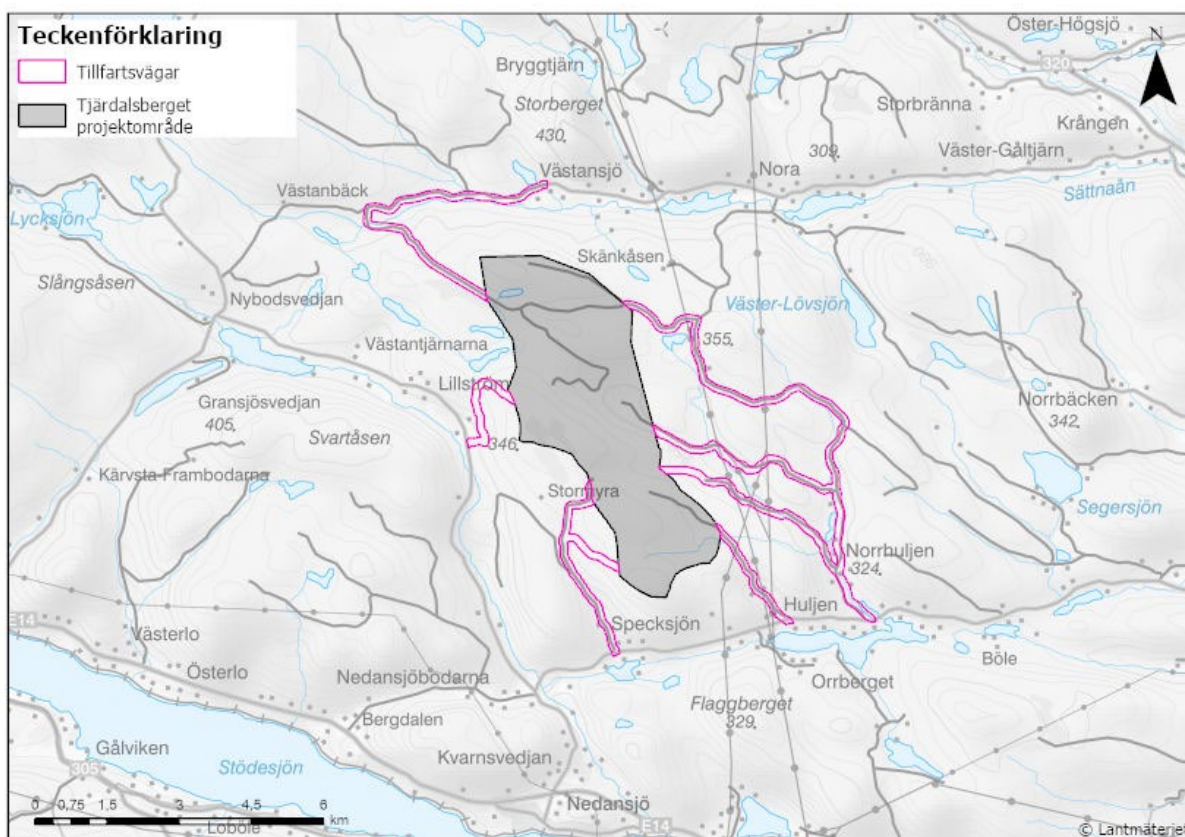 Teckenförklaring
Tillfartsvägar
Tjärdalsberget
projektområde
Öster-Högsjö
N
320
Bryggtjärn
Storberget
430.
Storbränna
Krången
309.
Väster-Gåltjärn
Västansjö
Nora
Västanbäck
Sättnaån
Lycksjön
Skänkåsen
Slångsåsen
Nybodsvedjan
Väster-Lövsjön
355.
Västantjärnarna
Lillström
Gransjösvedjan
405.
Svartåsen
346.
Norrbäcken
342.
Kärvsta-Frambodarna
Stormyra
Segersjön
Norrhuljen
324.
Huljen
E14
Specksjön
Västerlo
Österlo
Nedansjöbodarna
Böle
Orrberget
Flaggberget
329.
Bergdalen
Gålviken
Kvarnsvedjan
305
Stödesjön
Nedansjö
0 0,75 1,5 3 4,5 6
km
Loböle
E14
© Lantmäteriet